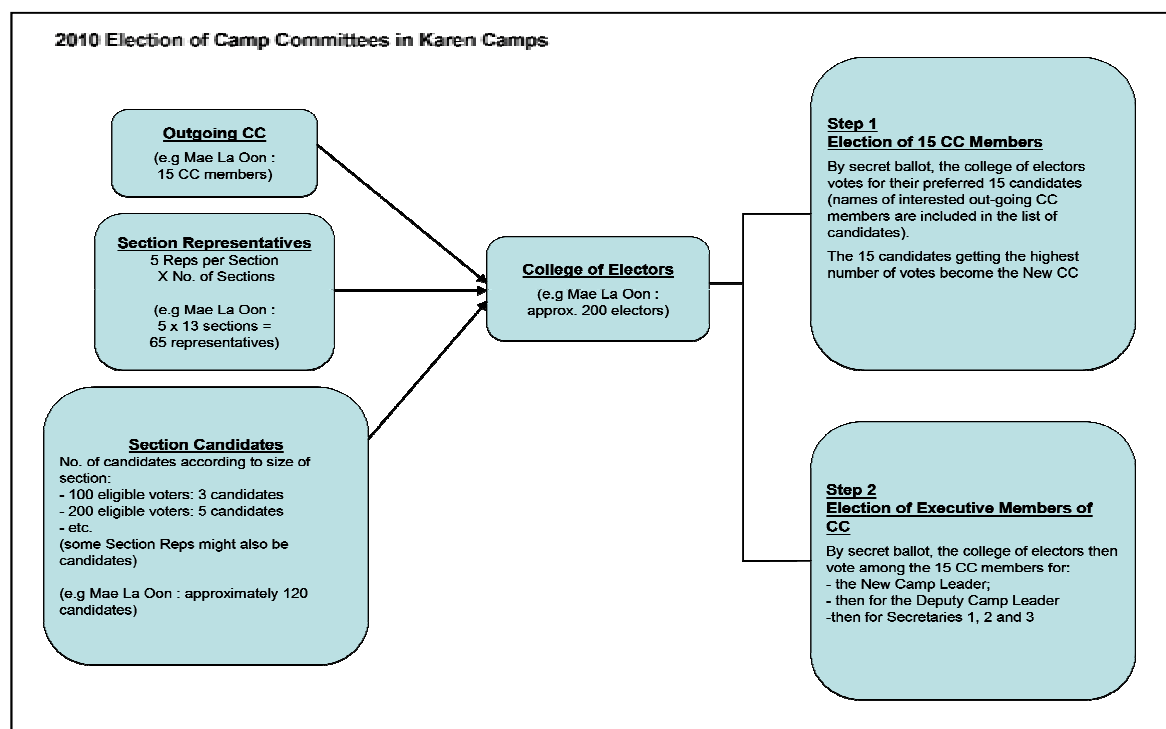 2010 Election of Camp Committees in Karen Camps
Outgoing CC
(e.g Mae La Oon :
15 CC members)
Section Representatives
5 Reps per Section
X No. of Sections
(e.g Mae La Oon :
5 x 13 sections =
65 representatives)
Section Candidates
No. of candidates according to size of
section:
- 100 eligible voters: 3 candidates
- 200 eligible voters: 5 candidates
- etc.
(some Section Reps might also be
candidates)
(e.g Mae La Oon : approximately 120
candidates)
College of Electors
(e.g Mae La Oon :
approx. 200 electors)
Step 1
Election of 15 CC Members
By secret ballot, the college of electors
votes for their preferred 15 candidates
(names of interested out-going CC
members are included in the list of
candidates).
The 15 candidates getting the highest
number of votes become the New CC
Step 2
Election of Executive Members of
CC
By secret ballot, the college of electors then
vote among the 15 CC members for:
- the New Camp Leader;
- then for the Deputy Camp Leader
-then for Secretaries 1, 2 and 3